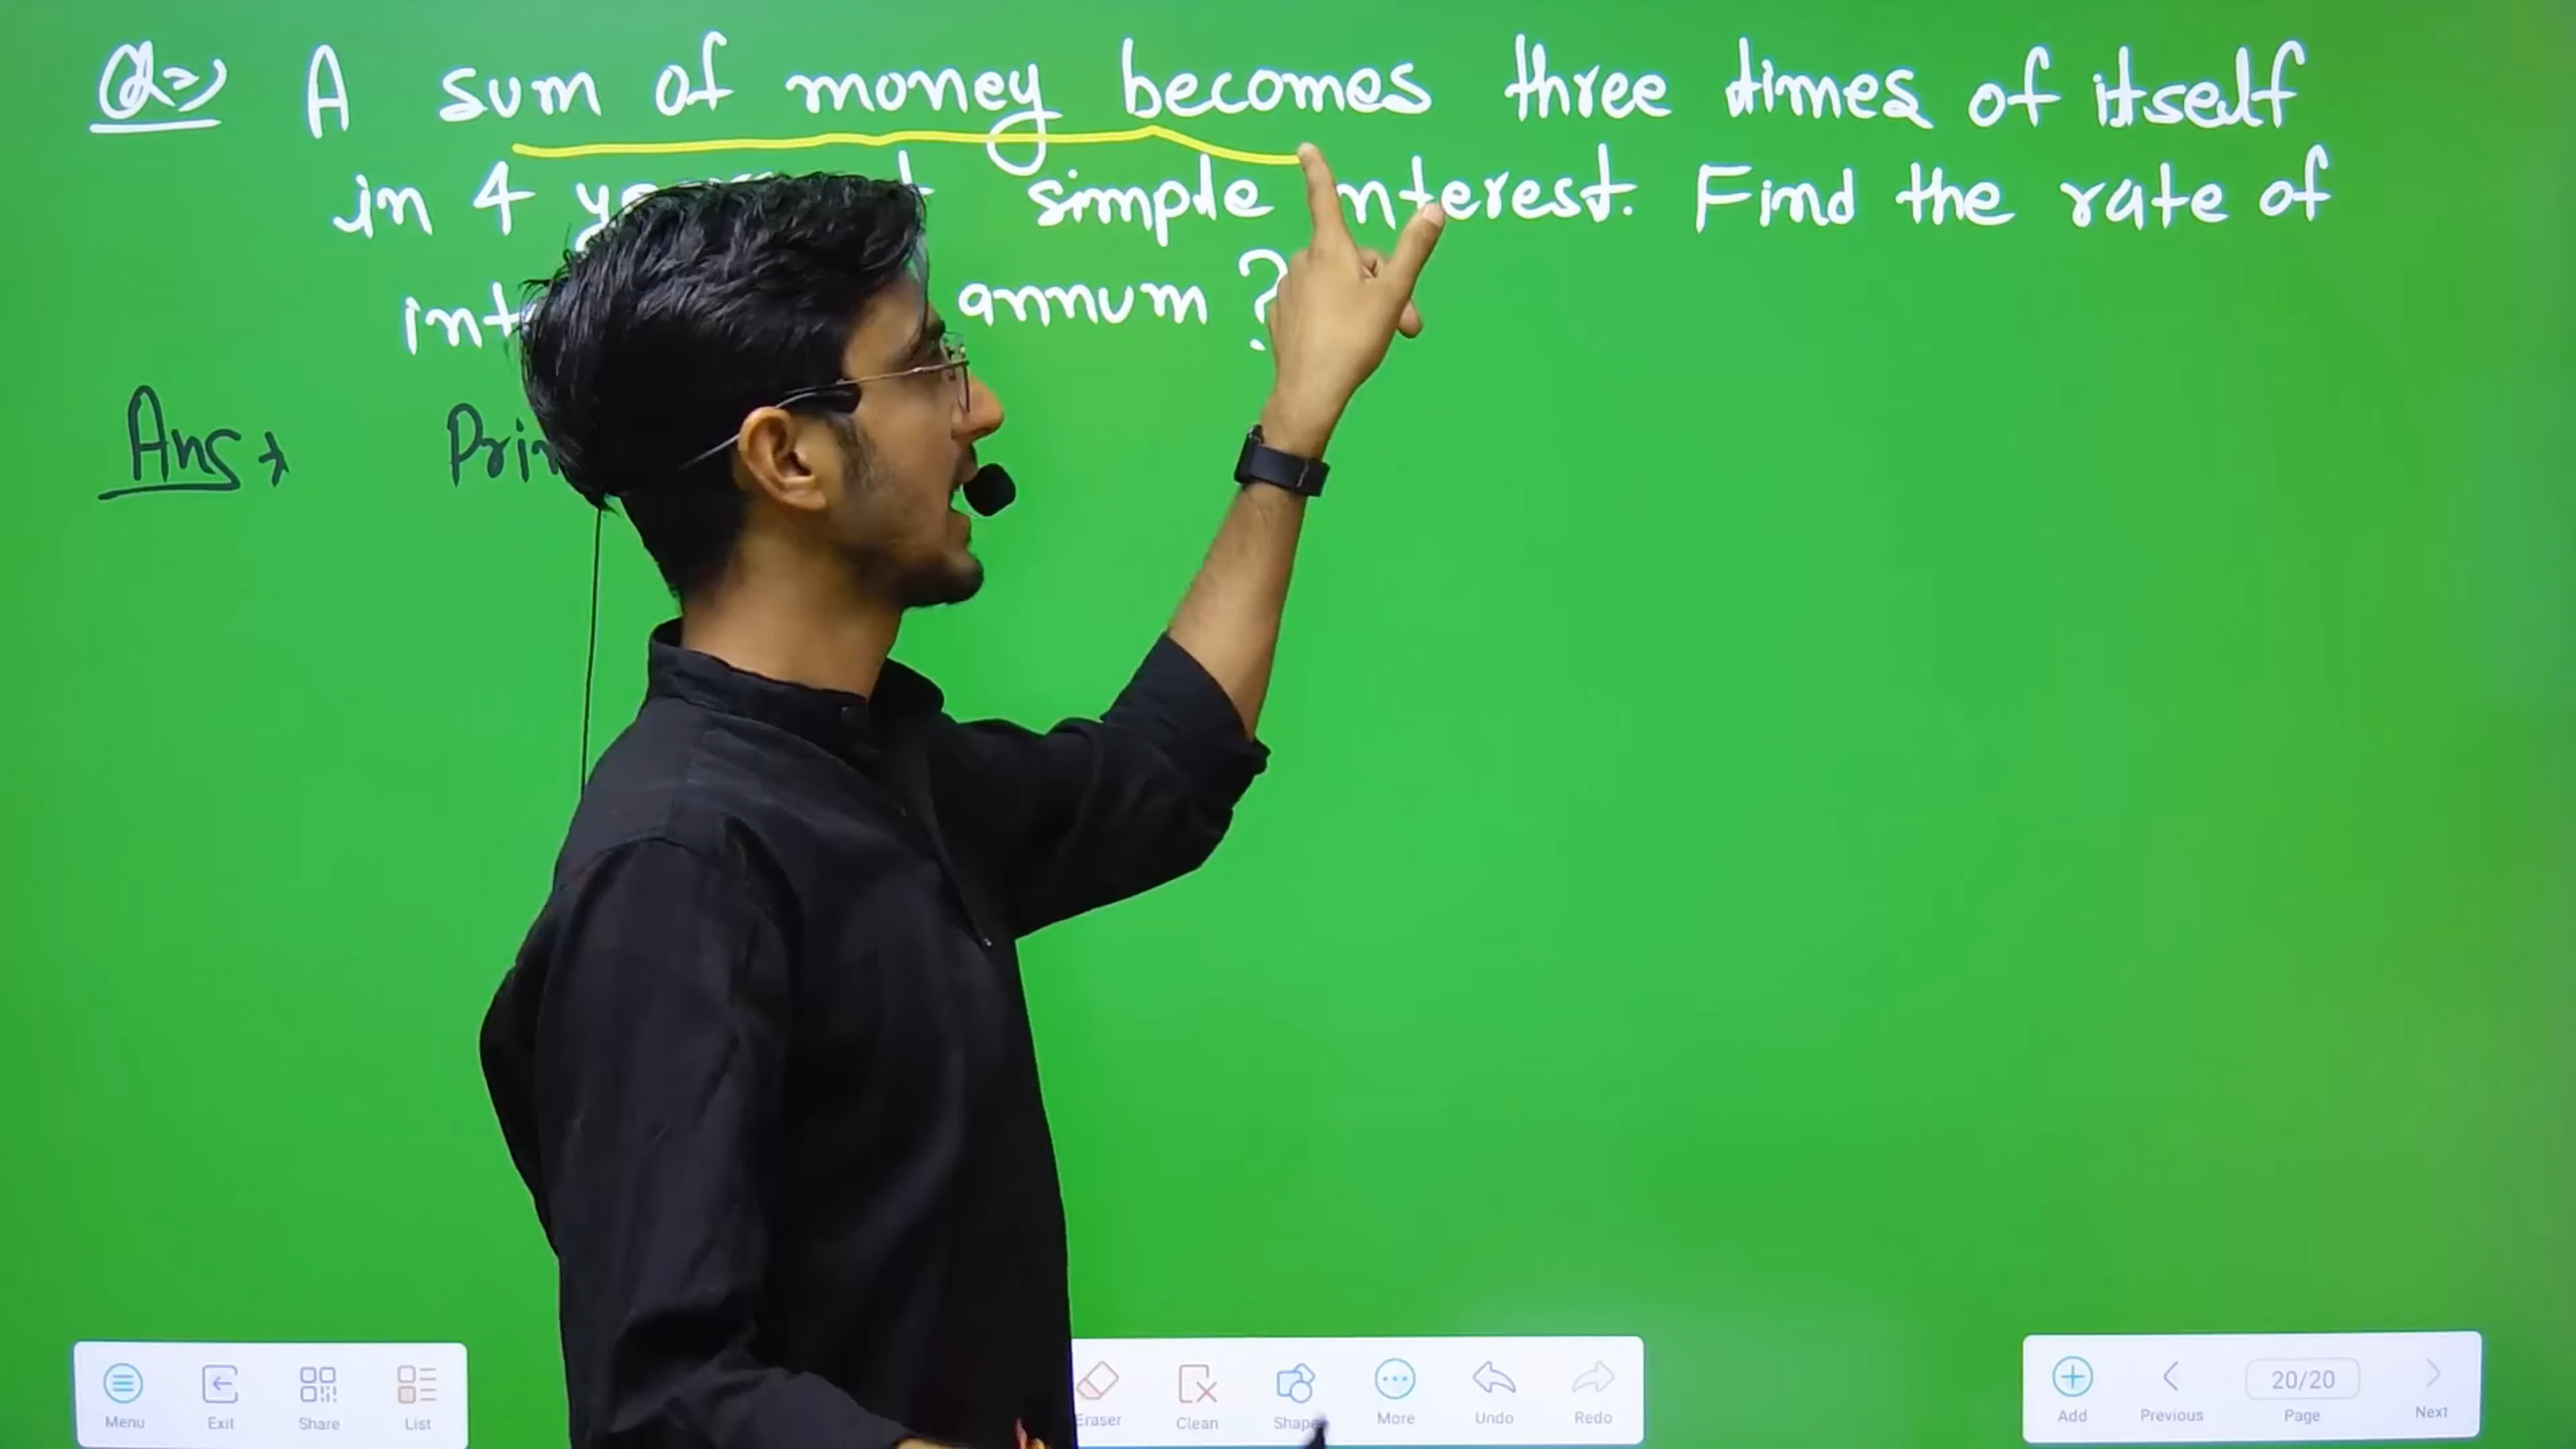 Q=> A sum of money becomes three times of itself
in 4 simple interest. Find the rate of
annum ?
Ans→
Menu Exit Share List Eraser Clean Shape More Undo Redo Add Previous 20/20 Page Next